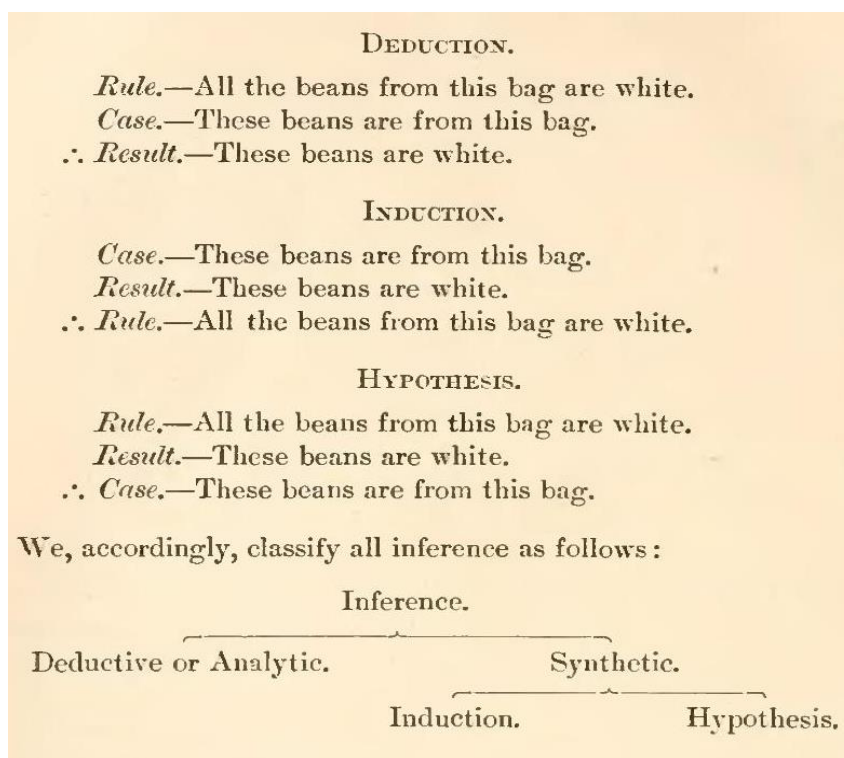 DEDUCTION.
Rule.—All the beans from this bag are white.
Case.—These beans are from this bag.
∴ Result.—These beans are white.
INDUCTION.
Case.—These beans are from this bag.
Result.—These beans are white.
∴ Rule.—All the beans from this bag are white.
HYPOTHESIS.
Rule.—All the beans from this bag are white.
Result.—These beans are white.
∴ Case.—These beans are from this bag.
We, accordingly, classify all inference as follows:
Inference.
Deductive or Analytic. Synthetic.
Induction. Hypothesis.